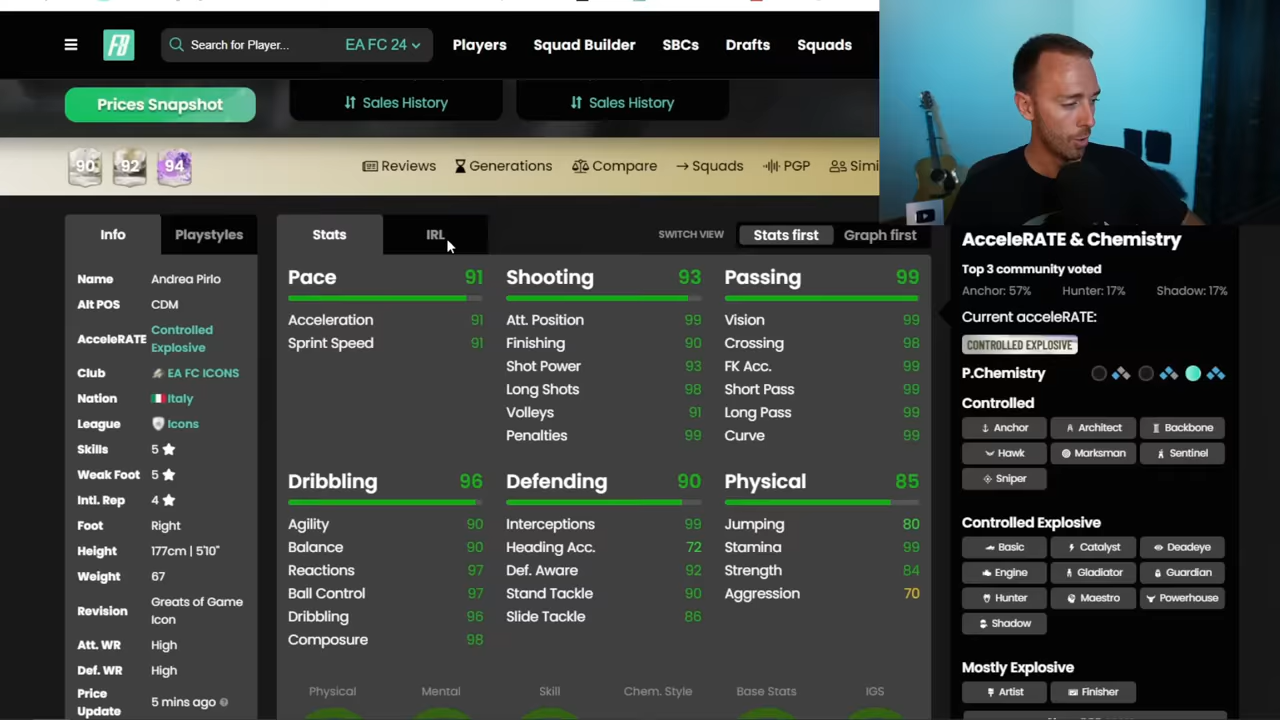 FB
Search for Player...
EA FC 24
Players
Squad Builder
SBCs
Drafts
Squads
Prices Snapshot
Sales History
Sales History
90
92
94
Reviews
Generations
Compare
Squads
PGP
Simi
Info
Playstyles
Name Andrea Pirlo
Alt POS CDM
AcceleRATE Controlled
Explosive
Club EA FC ICONS
Nation Italy
League Icons
Skills 5
Weak Foot 5
Intl. Rep 4
Foot Right
Height 177cm | 5'10"
Weight 67
Revision Greats of Game
Icon
Att. WR High
Def. WR High
Price
Update 5 mins ago
Stats
IRL
SWITCH VIEW
Stats first
Graph first
Pace 91
Acceleration 91
Sprint Speed 91
Shooting 93
Att. Position 99
Finishing 90
Shot Power 93
Long Shots 98
Volleys 91
Penalties 99
Passing 99
Vision 99
Crossing 98
FK Acc. 99
Short Pass 99
Long Pass 99
Curve 99
Dribbling 96
Agility 90
Balance 90
Reactions 97
Ball Control 97
Dribbling 96
Composure 98
Defending 90
Interceptions 99
Heading Acc. 72
Def. Aware 92
Stand Tackle 90
Slide Tackle 86
Physical 85
Jumping 80
Stamina 99
Strength 84
Aggression 70
Physical
Mental
Skill
Chem. Style
Base Stats
IGS
AcceleRATE & Chemistry
Top 3 community voted
Anchor: 57% Hunter: 17% Shadow: 17%
Current acceleRATE:
CONTROLLED EXPLOSIVE
P.Chemistry
Controlled
Anchor Architect Backbone
Hawk Marksman Sentinel
Sniper
Controlled Explosive
Basic Catalyst Deadeye
Engine Gladiator Guardian
Hunter Maestro Powerhouse
Shadow
Mostly Explosive
Artist Finisher